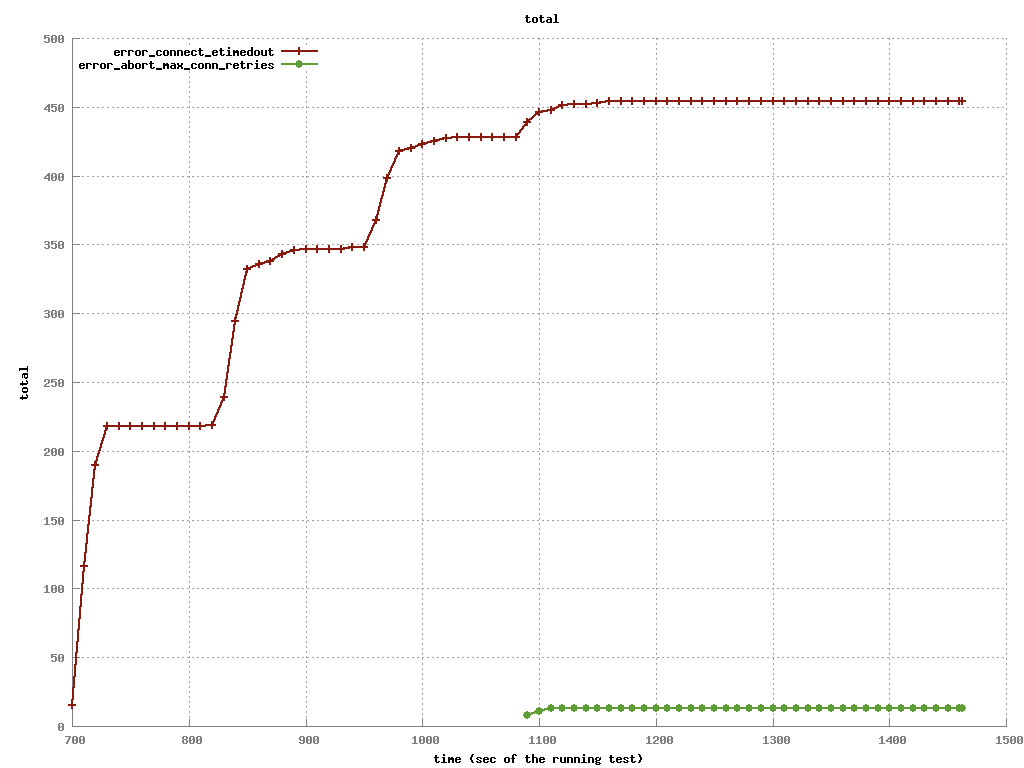 total
500
450
400
350
300
250
200
150
100
50
0
error_connect_etimedout
error_abort_max_conn_retries
total
700 800 900 1000 1100 1200 1300 1400 1500
time (sec of the running test)